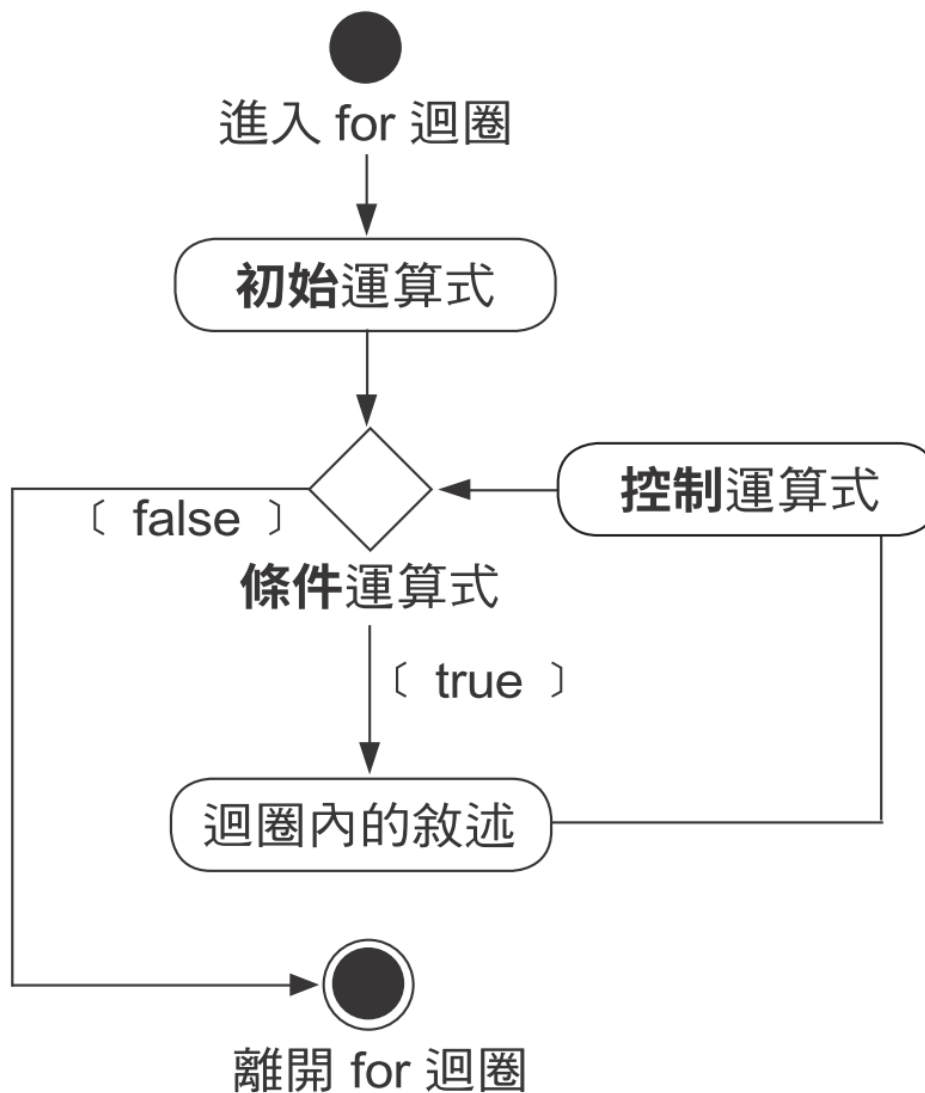 進入 for 迴圈
初始運算式
控制運算式
〔 false 〕
條件運算式
〔 true 〕
迴圈內的敘述
離開 for 迴圈